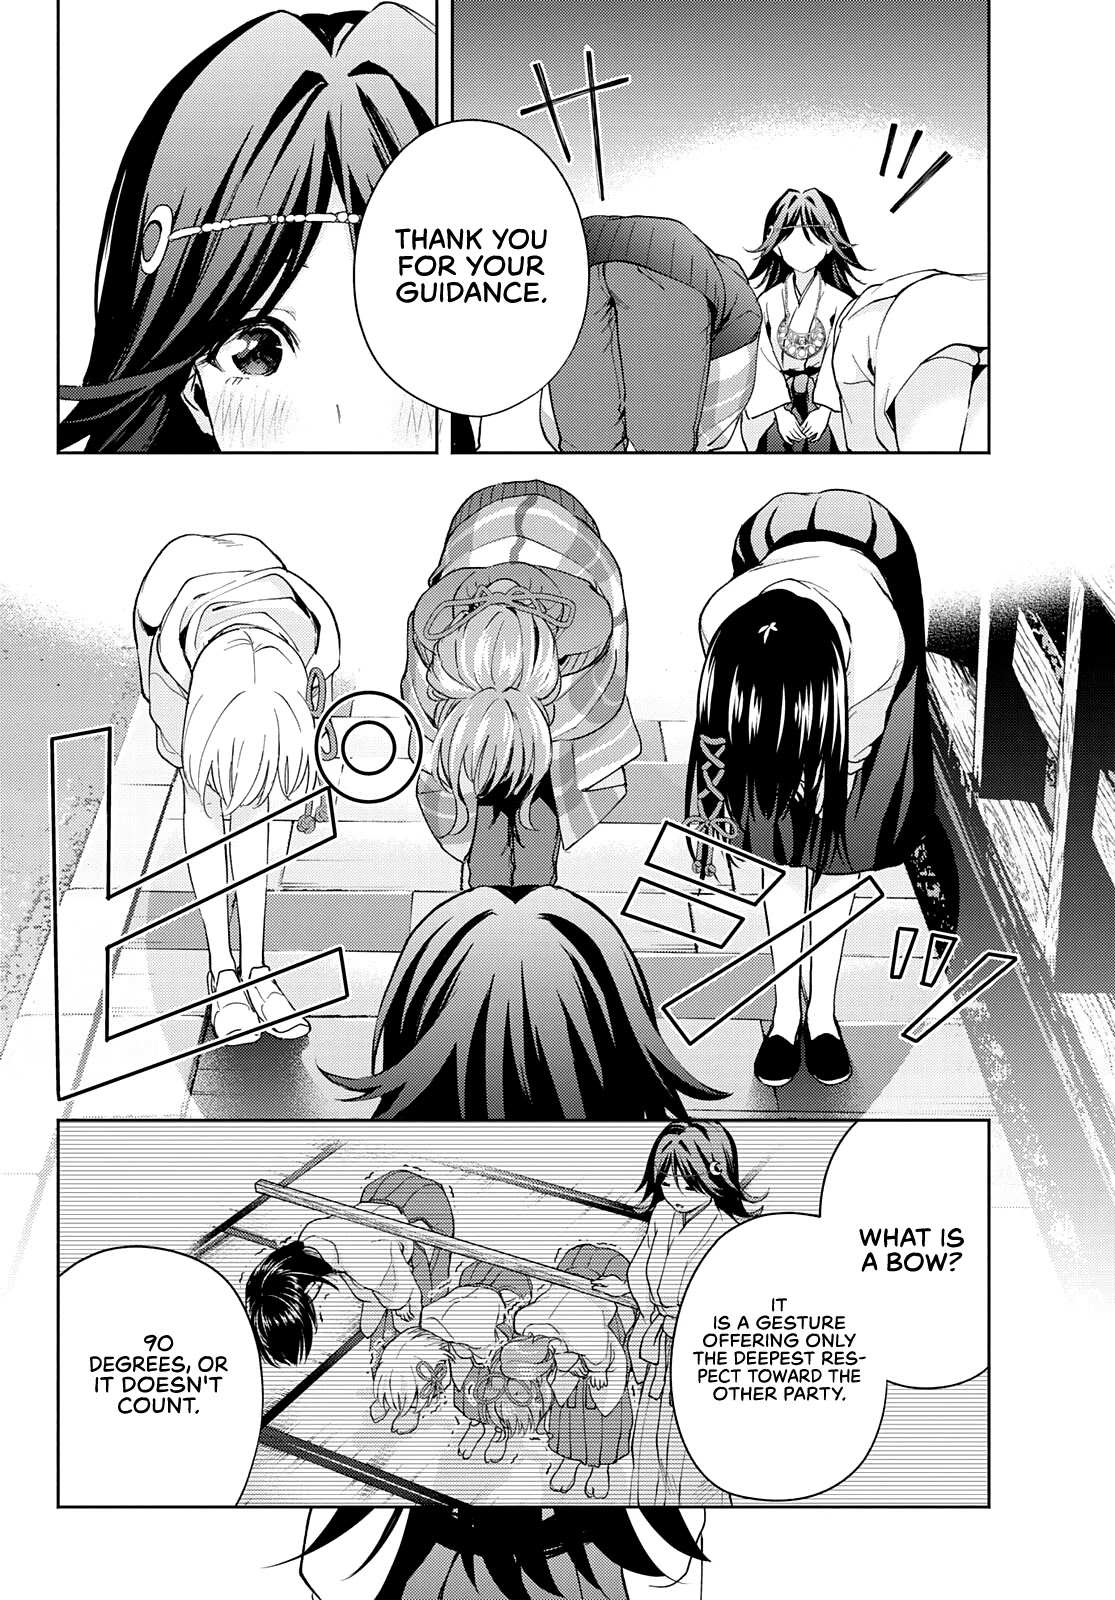 THANK YOU
FOR YOUR
GUIDANCE.
WHAT IS
A BOW?
IT
IS A GESTURE
OFFERING ONLY
THE DEEPEST RES-
PECT TOWARD THE
OTHER PARTY.
90
DEGREES, OR
IT DOESN'T
COUNT.